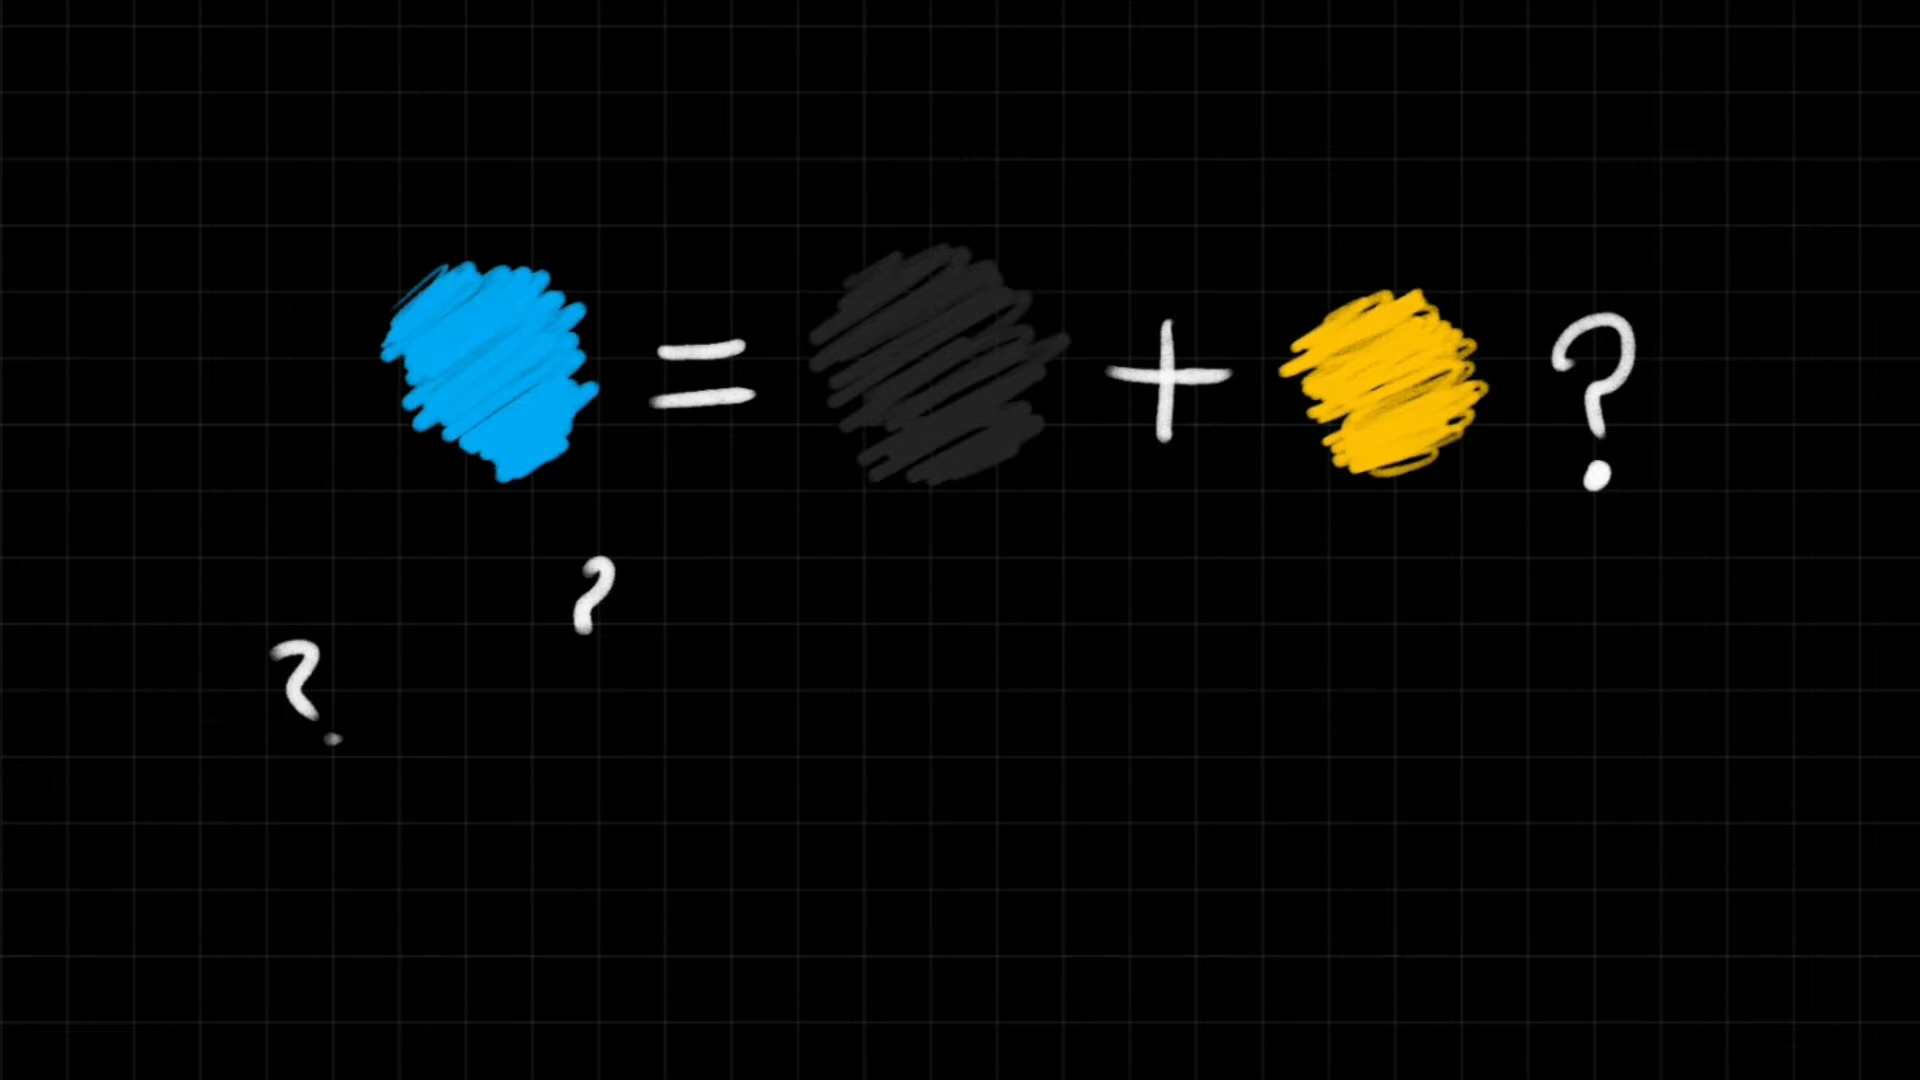 = + ?
?
?